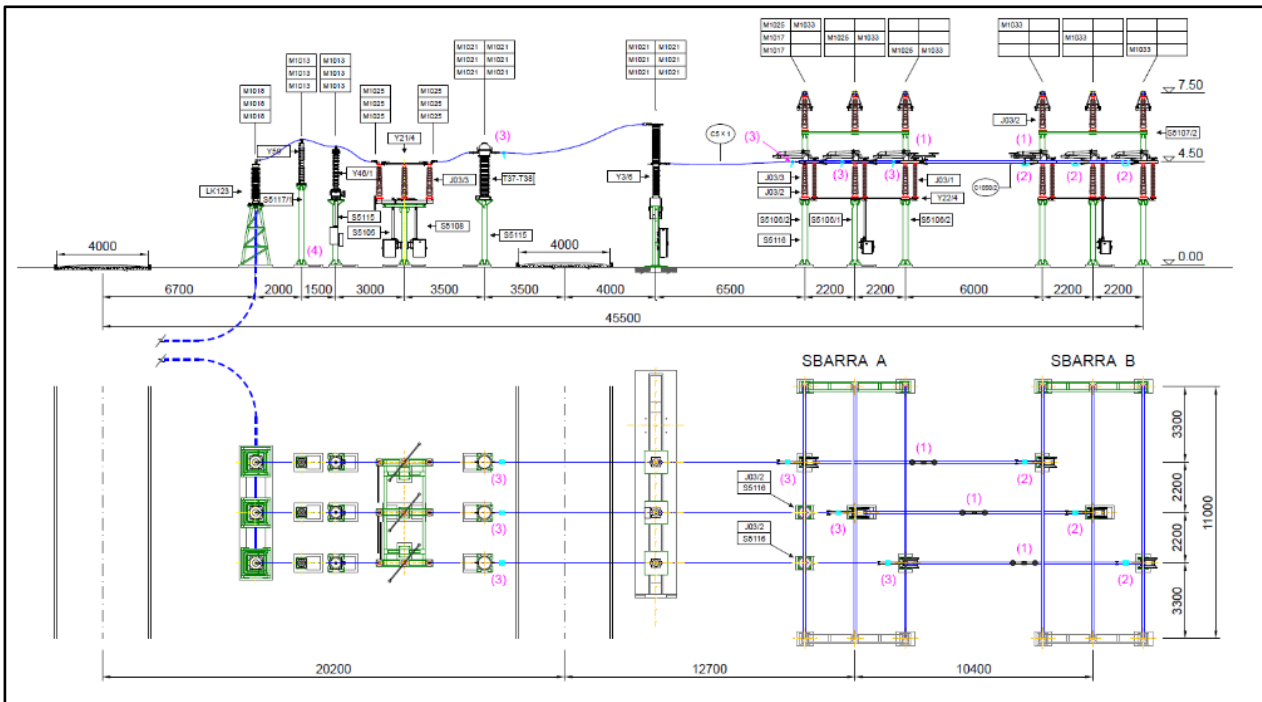 M1025 M1033
M1017
M1017
M1025 M1033
M1025 M1033
M1033
M1033
M1033
M1021 M1021
M1021 M1021
M1021 M1021
M1021 M1021
M1021 M1021
M1021 M1021
M1013
M1013
M1013
M1013
M1013
M1013
M1025
M1025
M1025
M1025
M1025
M1025
M1016
M1016
M1016
7.50
Y21/4
(3)
J03/2
S5107/2
C5 X 1
(3)
(1)
(1)
4.50
Y46/1
LK123
S5117/1
J03/3
T37-T38
Y3/6
J03/3
J03/2
(3)
(3)
J03/1
Y22/4
(2)
(2)
(2)
S5115
S5105
S5108
S5115
S5106/2
S5106/1
S5106/2
S5116
4000
(4)
4000
0.00
6700
2000
1500
3000
3500
3500
4000
6500
2200
2200
6000
2200
2200
45500
SBARRA A
SBARRA B
3300
(1)
(3)
(3)
(2)
J03/2
S5116
2200
11000
(1)
(3)
(3)
(2)
J03/2
S5116
2200
(1)
(3)
(3)
(2)
3300
20200
12700
10400